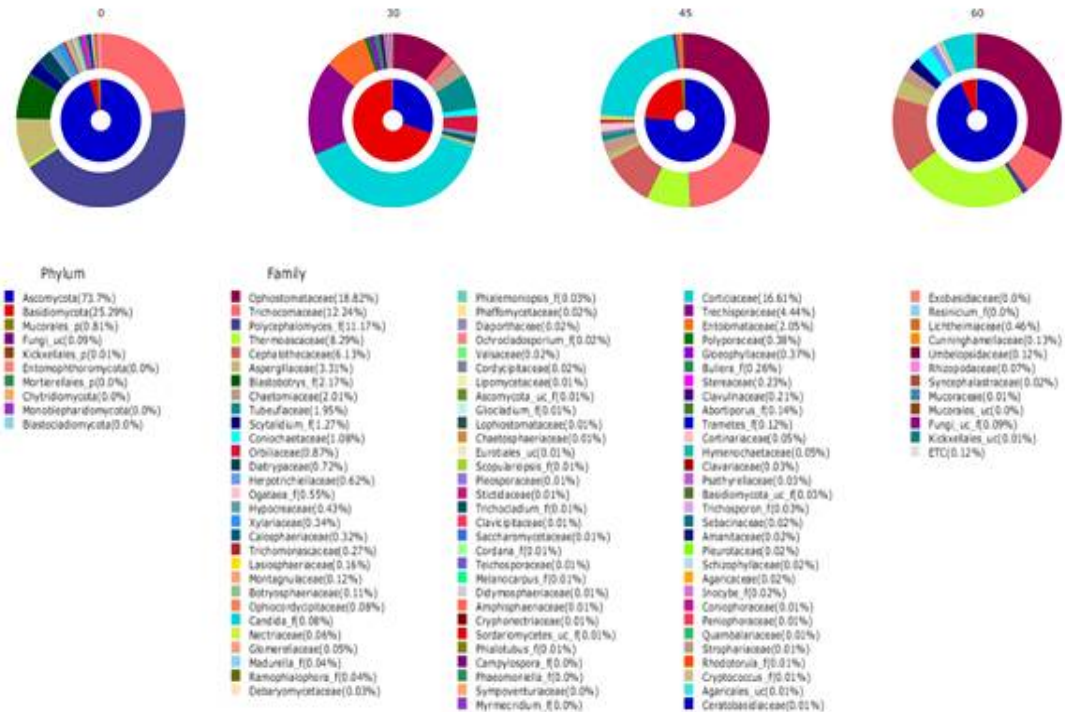 0
30
45
60
Phylum
Ascomycota(73.7%)
Basidiomycota(25.29%)
Mucorales_p(0.81%)
Fungi_uc(0.09%)
Kickxellales_p(0.01%)
Entomophthoromycota(0.0%)
Mortierellales_p(0.0%)
Chytridiomycota(0.0%)
Monoblepharidomycota(0.0%)
Blastocladiomycota(0.0%)
Family
Ophiostomataceae(18.82%)
Trichocomaceae(12.24%)
Polycephalomyces_f(11.17%)
Thermoascaceae(8.29%)
Cephalothecaceae(6.13%)
Aspergillaceae(3.31%)
Blastobotrys_f(2.17%)
Chaetomiaceae(2.01%)
Tubeufiaceae(1.95%)
Scytalidium_f(1.27%)
Coniochaetaceae(1.08%)
Orbiliaceae(0.87%)
Diatrypaceae(0.72%)
Herpotrichiellaceae(0.62%)
Ogataea_f(0.55%)
Hypocreaceae(0.43%)
Xylariaceae(0.34%)
Calosphaeriaceae(0.32%)
Trichomonascaceae(0.27%)
Lasiosphaeriaceae(0.16%)
Montagnulaceae(0.12%)
Botryosphaeriaceae(0.11%)
Ophiocordycipitaceae(0.08%)
Candida_f(0.08%)
Nectriaceae(0.06%)
Glomerellaceae(0.05%)
Madurella_f(0.04%)
Ramophialophora_f(0.04%)
Debaryomycetaceae(0.03%)
Phialemoniopsis_f(0.03%)
Phaffomycetaceae(0.02%)
Diaporthaceae(0.02%)
Ochrocladosporium_f(0.02%)
Valsaceae(0.02%)
Cordycipitaceae(0.02%)
Lipomycetaceae(0.01%)
Ascomycota_uc_f(0.01%)
Gliocladium_f(0.01%)
Lophiostomataceae(0.01%)
Chaetosphaeriaceae(0.01%)
Eurotiales_uc(0.01%)
Scopulariopsis_f(0.01%)
Pleosporaceae(0.01%)
Stictidaceae(0.01%)
Trichocladium_f(0.01%)
Clavicipitaceae(0.01%)
Saccharomycetaceae(0.01%)
Cordana_f(0.01%)
Teichosporaceae(0.01%)
Melanocarpus_f(0.01%)
Didymosphaeriaceae(0.01%)
Amphisphaeriaceae(0.01%)
Cryphonectriaceae(0.01%)
Sordariomycetes_uc_f(0.01%)
Phialotubus_f(0.01%)
Campylospora_f(0.0%)
Phaeomoniella_f(0.0%)
Sympoventuriaceae(0.0%)
Myrmecridium_f(0.0%)
Corticiaceae(16.61%)
Trechisporaceae(4.44%)
Entolomataceae(2.05%)
Polyporaceae(0.38%)
Gloeophyllaceae(0.37%)
Bullera_f(0.26%)
Stereaceae(0.23%)
Clavulinaceae(0.21%)
Abortiporus_f(0.14%)
Trametes_f(0.12%)
Cortinariaceae(0.05%)
Hymenochaetaceae(0.05%)
Clavariaceae(0.03%)
Psathyrellaceae(0.03%)
Basidiomycota_uc_f(0.03%)
Trichosporon_f(0.03%)
Sebacinaceae(0.02%)
Amanitaceae(0.02%)
Pleurotaceae(0.02%)
Schizophyllaceae(0.02%)
Agaricaceae(0.02%)
Inocybe_f(0.02%)
Coniophoraceae(0.01%)
Peniophoraceae(0.01%)
Quambalariaceae(0.01%)
Strophariaceae(0.01%)
Rhodotorula_f(0.01%)
Cryptococcus_f(0.01%)
Agaricales_uc(0.01%)
Ceratobasidiaceae(0.01%)
Exobasidaceae(0.0%)
Resinicium_f(0.0%)
Lichtheimiaceae(0.46%)
Cunninghamellaceae(0.13%)
Umbelopsidaceae(0.12%)
Rhizopodaceae(0.07%)
Syncephalastraceae(0.02%)
Mucoraceae(0.01%)
Mucorales_uc(0.0%)
Fungi_uc_f(0.09%)
Kickxellales_uc(0.01%)
ETC(0.12%)